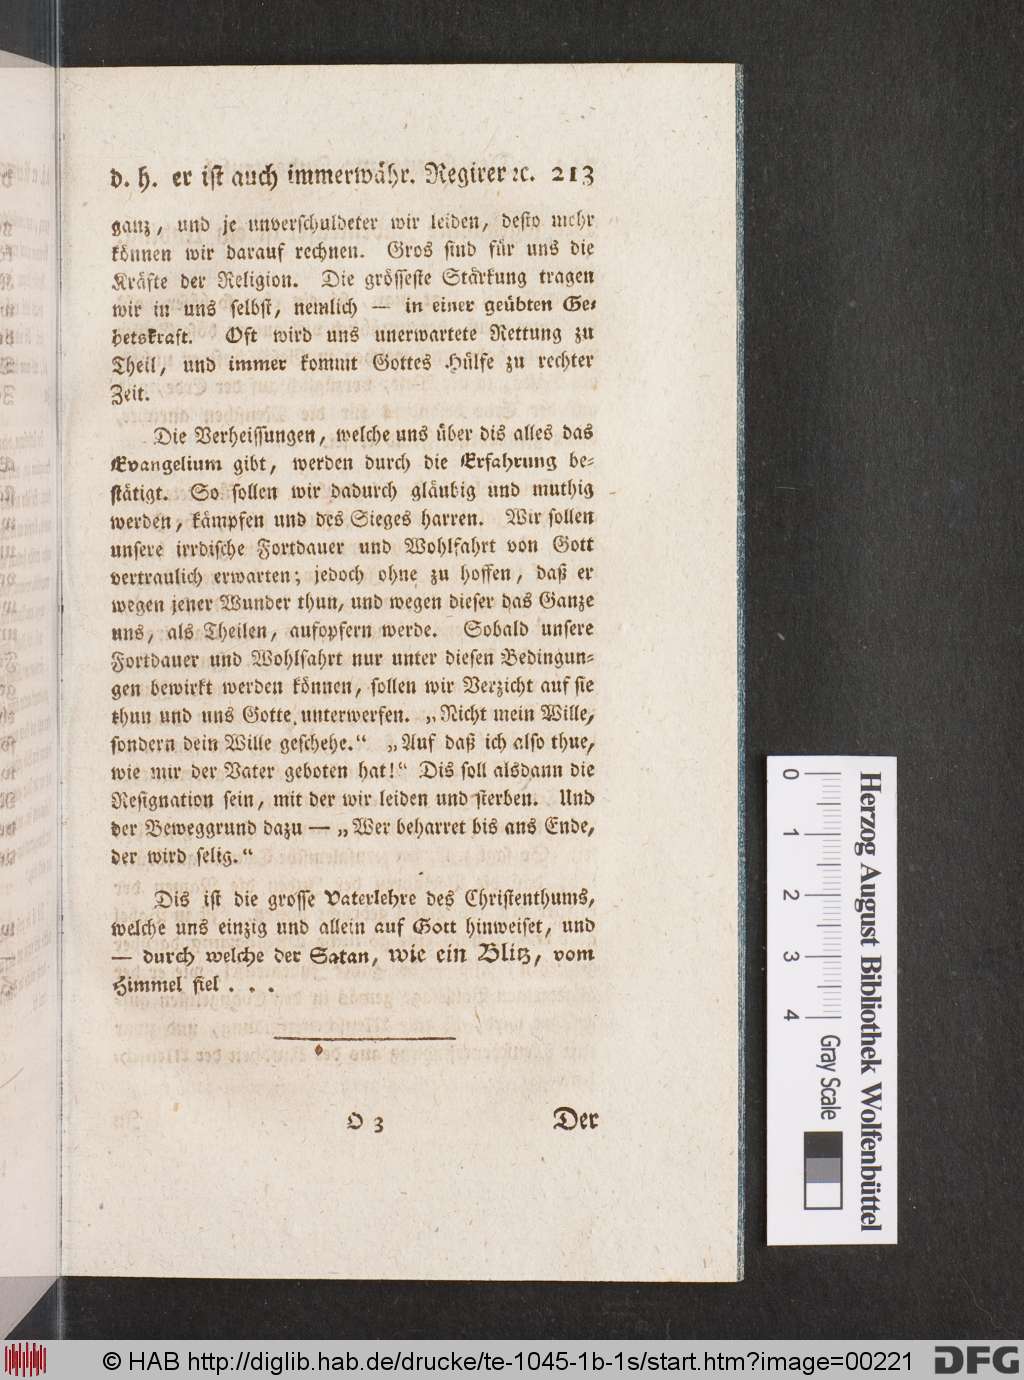 d. h. er ist auch immerwähr. Regirer ꝛc. 213
ganz, und je unverschuldeter wir leiden, desto mehr
können wir darauf rechnen. Gros sind für uns die
Kräfte der Religion. Die grösseste Stärkung tragen
wir in uns selbst, nemlich — in einer geübten Ge-
betskraft. Oft wird uns unerwartete Rettung zu
Theil, und immer kommt Gottes Hülfe zu rechter
Zeit.
Die Verheissungen, welche uns über dis alles das
Evangelium gibt, werden durch die Erfahrung be-
stätigt. So sollen wir dadurch gläubig und muthig
werden, kämpfen und des Sieges harren. Wir sollen
unsere irrdische Fortdauer und Wohlfahrt von Gott
vertraulich erwarten; jedoch ohne zu hoffen, daß er
wegen jener Wunder thun, und wegen dieser das Ganze
uns, als Theilen, aufopfern werde. Sobald unsere
Fortdauer und Wohlfahrt nur unter diesen Bedingun-
gen bewirkt werden können, sollen wir Verzicht auf sie
thun und uns Gotte unterwerfen. „Nicht mein Wille,
sondern dein Wille geschehe.“ „Auf daß ich also thue,
wie mir der Vater geboten hat!“ Dis soll alsdann die
Resignation sein, mit der wir leiden und sterben. Und
der Beweggrund dazu — „Wer beharret bis ans Ende,
der wird selig.“
Dis ist die grosse Vaterlehre des Christenthums,
welche uns einzig und allein auf Gott hinweiset, und
— durch welche der Satan, wie ein Blitz, vom
Himmel fiel . . .
O 3 Der
Herzog August Bibliothek Wolfenbüttel
0 1 2 3 4 Gray Scale
© HAB http://diglib.hab.de/drucke/te-1045-1b-1s/start.htm?image=00221
DFG